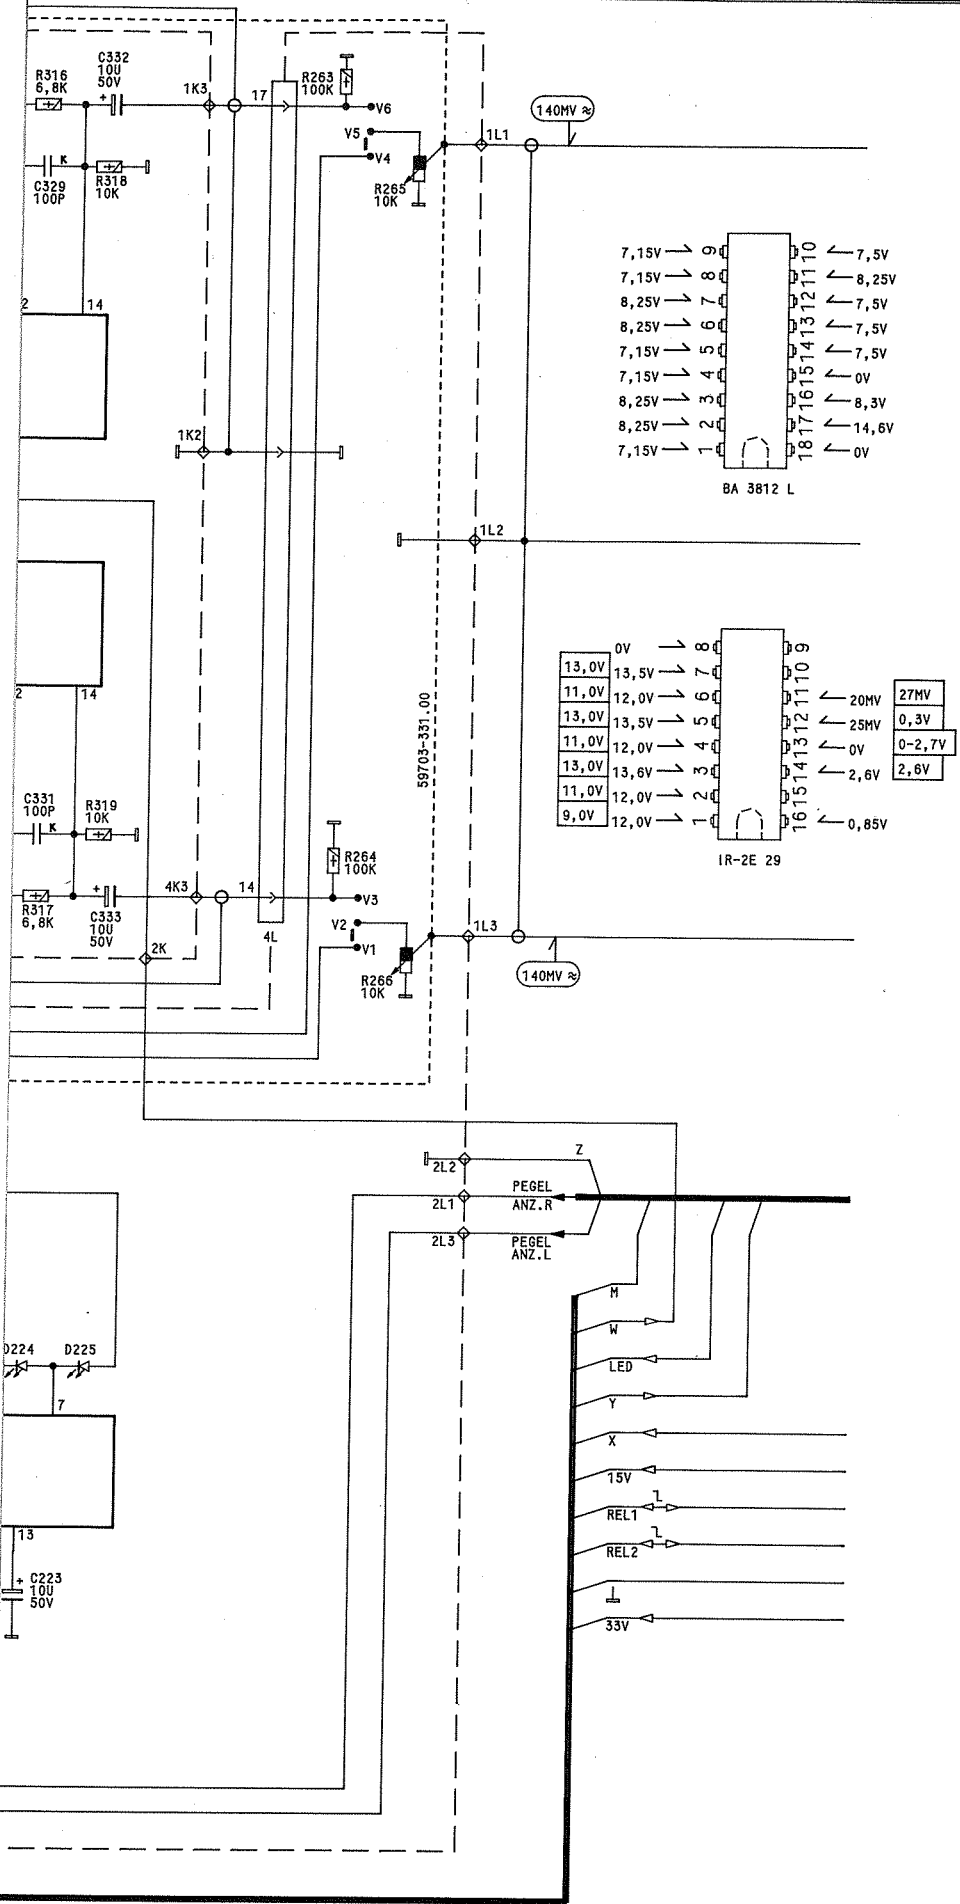 C332
10U
50V
R316
6,8K
+
1K3
17
R263
100K
V6
V5
V4
140MV ≈
1L1
K
C329
100P
R318
10K
R265
10K
2
14
7,15V 9 10 7,5V
7,15V 8 11 8,25V
8,25V 7 12 7,5V
8,25V 6 13 7,5V
7,15V 5 14 7,5V
7,15V 4 15 0V
8,25V 3 16 8,3V
8,25V 2 17 14,6V
7,15V 1 18 0V
BA 3812 L
1K2
1L2
0V 8 9
13,0V 13,5V 7 10
11,0V 12,0V 6 11 20MV 27MV
13,0V 13,5V 5 12 25MV 0,3V
11,0V 12,0V 4 13 0V 0-2,7V
13,0V 13,6V 3 14 2,6V 2,6V
11,0V 12,0V 2 15
9,0V 12,0V 1 16 0,85V
IR-2E 29
2
14
59703-331.00
C331
100P
K
R319
10K
R264
100K
4K3
14
V3
V2
V1
R317
6,8K
+
C333
10U
50V
2K
4L
1L3
R266
10K
140MV ≈
2L2
Z
2L1
PEGEL
ANZ.R
2L3
PEGEL
ANZ.L
M
W
LED
Y
X
15V
REL1
REL2
33V
D224
D225
7
13
+
C223
10U
50V